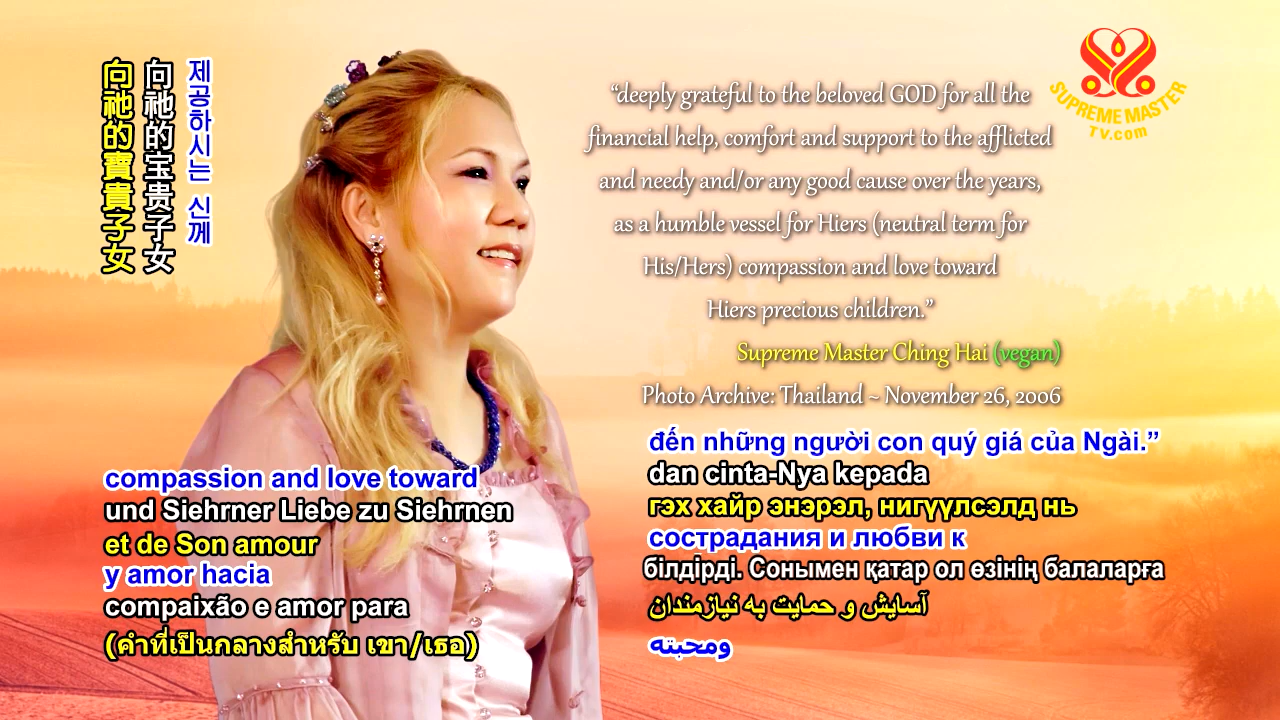 제공하시는 신께
向祂的宝贵子女
向祂的寶貴子女
“deeply grateful to the beloved GOD for all the
financial help, comfort and support to the afflicted
and needy and/or any good cause over the years,
as a humble vessel for Hiers (neutral term for
His/Hers) compassion and love toward
Hiers precious children.”
Supreme Master Ching Hai (vegan)
Photo Archive: Thailand ~ November 26, 2006
SUPREME MASTER
TV.com
compassion and love toward
und Siehrner Liebe zu Siehrnen
et de Son amour
y amor hacia
compaixão e amor para
(คำที่เป็นกลางสำหรับ เขา/เธอ)
đến những người con quý giá của Ngài.”
dan cinta-Nya kepada
гэх хайр энэрэл, нигүүлсэлд нь
сострадания и любви к
білдірді. Сонымен қатар ол өзінің балаларға
آسایش و حمایت به نیازمندان
ومحبته